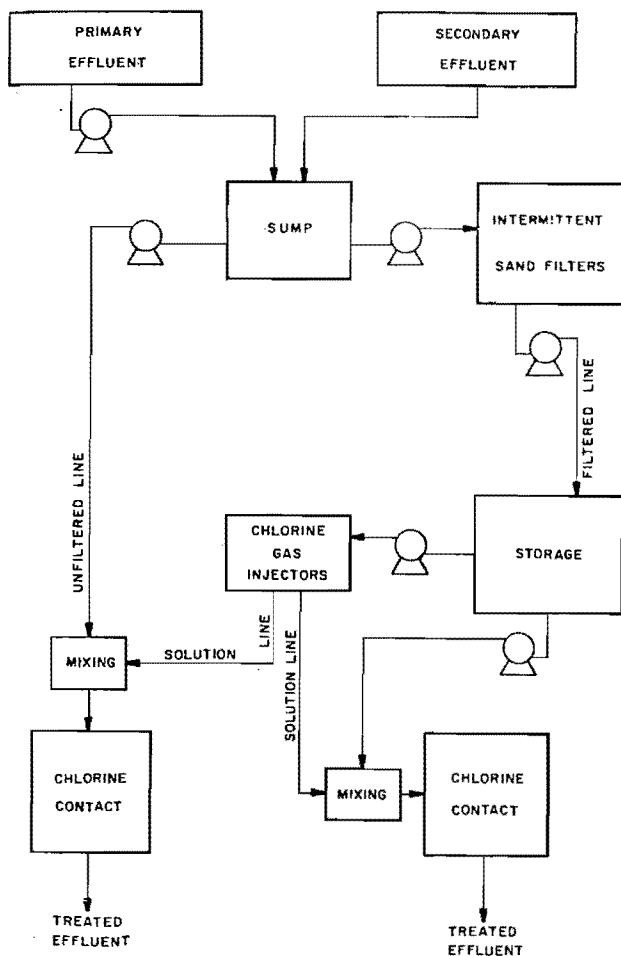 PRIMARY
EFFLUENT
SECONDARY
EFFLUENT
SUMP
INTERMITTENT
SAND FILTERS
UNFILTERED LINE
FILTERED LINE
CHLORINE
GAS
INJECTORS
STORAGE
SOLUTION LINE
SOLUTION LINE
MIXING
MIXING
CHLORINE
CONTACT
CHLORINE
CONTACT
TREATED
EFFLUENT
TREATED
EFFLUENT